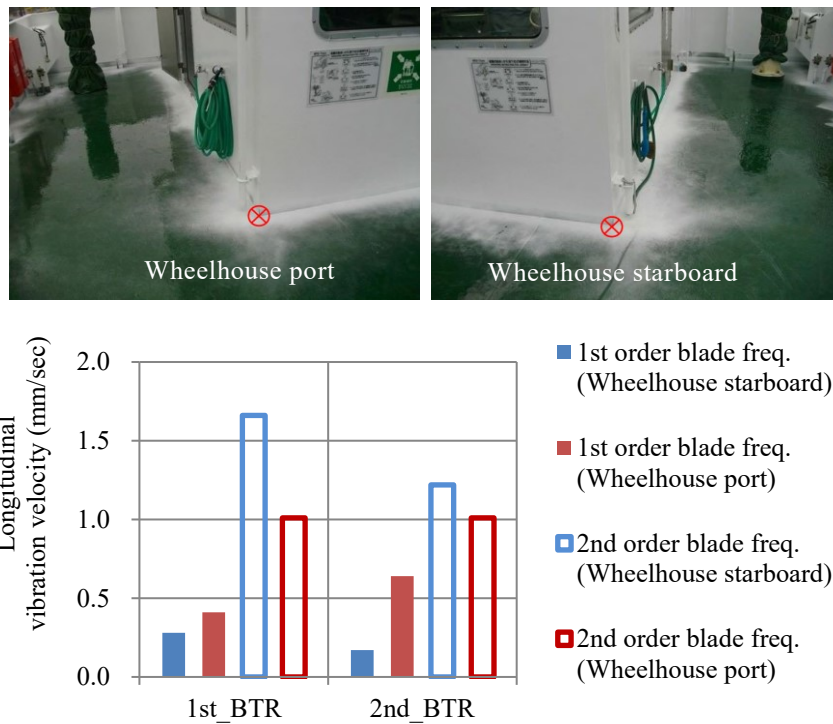 Wheelhouse port
Wheelhouse starboard
2.0
1.5
1.0
0.5
0.0
Longitudinal
vibration velocity (mm/sec)
1st_BTR
2nd_BTR
1st order blade freq.
(Wheelhouse starboard)
1st order blade freq.
(Wheelhouse port)
2nd order blade freq.
(Wheelhouse starboard)
2nd order blade freq.
(Wheelhouse port)